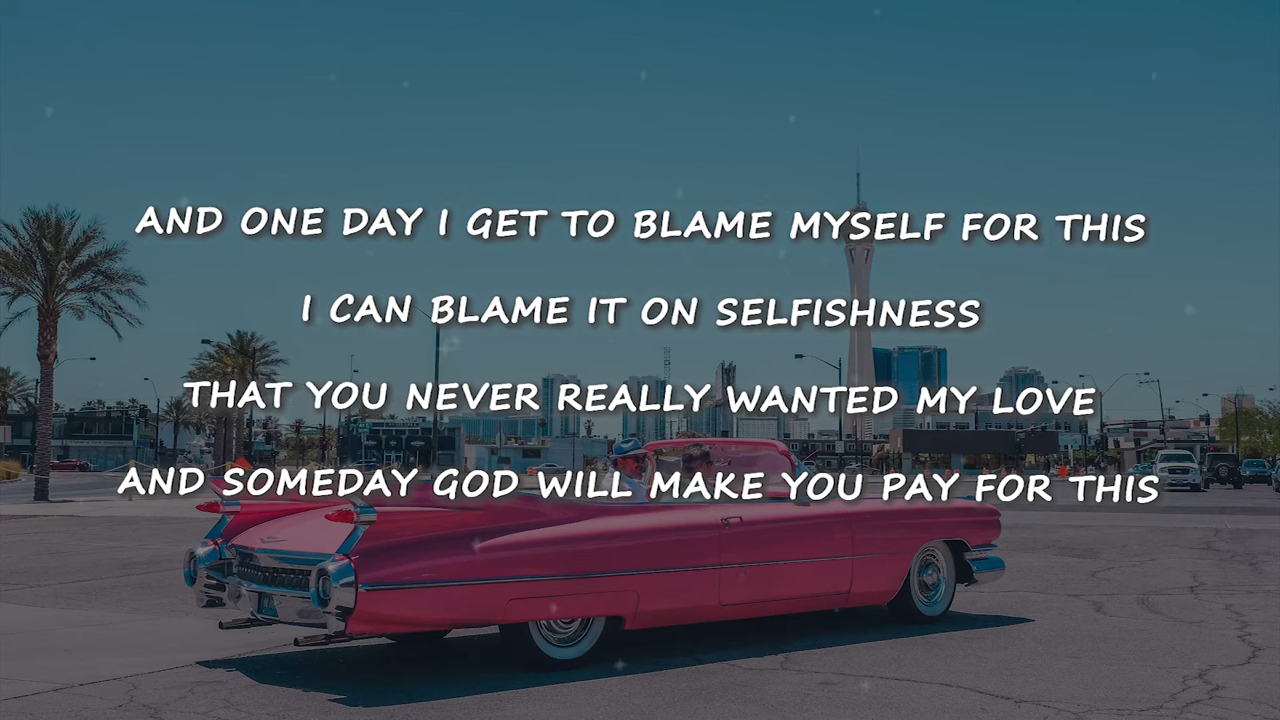 AND ONE DAY I GET TO BLAME MYSELF FOR THIS
I CAN BLAME IT ON SELFISHNESS
THAT YOU NEVER REALLY WANTED MY LOVE
AND SOMEDAY GOD WILL MAKE YOU PAY FOR THIS